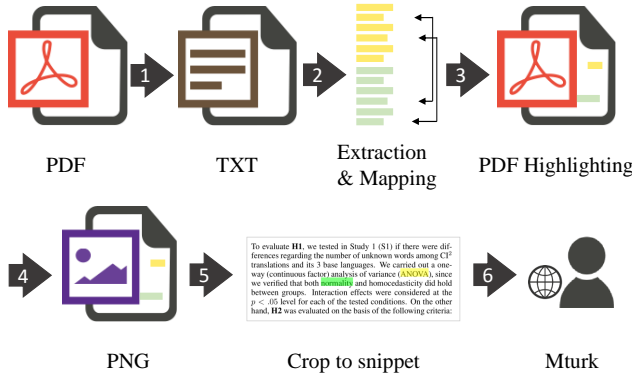 1
2
3
PDF
TXT
Extraction
& Mapping
PDF Highlighting
4
5
6
To evaluate H1, we tested in Study 1 (S1) if there were dif-
ferences regarding the number of unknown words among CI²
translations and its 3 base languages. We carried out a one-
way (continuous factor) analysis of variance (ANOVA), since
we verified that both normality and homocedasticity did hold
between groups. Interaction effects were considered at the
p < .05 level for each of the tested conditions. On the other
hand, H2 was evaluated on the basis of the following criteria:
PNG
Crop to snippet
Mturk